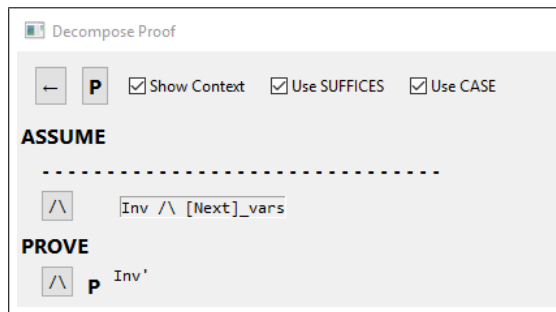 Decompose Proof
← P Show Context Use SUFFICES Use CASE
ASSUME
- - - - - - - - - - - - - - - - - - - - - - - - - - - - - - -
/\ Inv /\ [Next]_vars
PROVE
/\ P Inv'